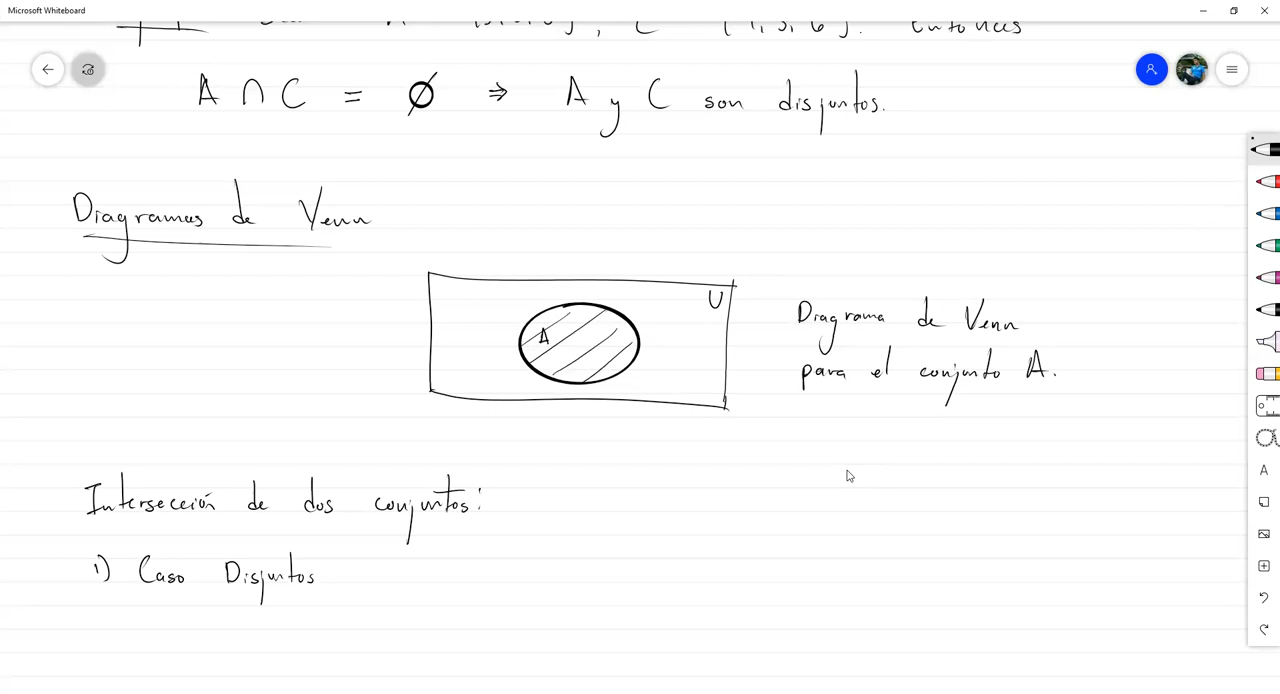 Microsoft Whiteboard
Entonces
A ∩ C = ∅ ⇒ A y C son disjuntos.
Diagramas de Venn
U
A
Diagrama de Venn
para el conjunto A.
Intersección de dos conjuntos:
1) Caso Disjuntos
A